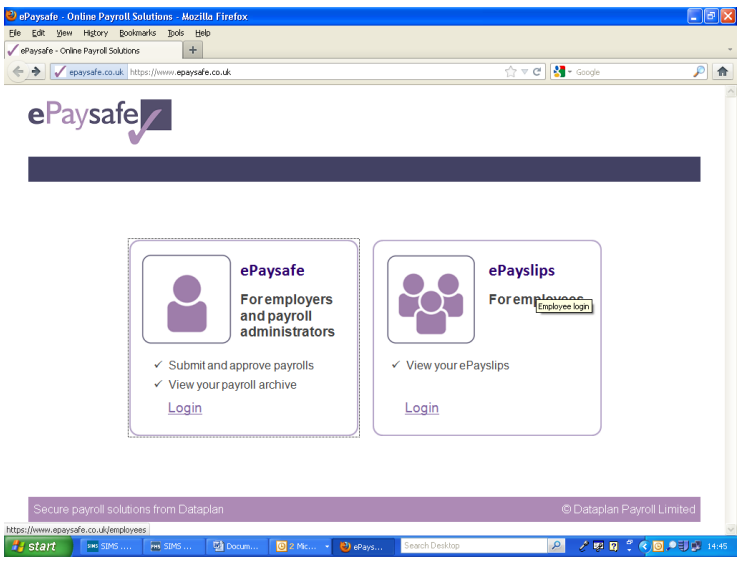 ePaysafe - Online Payroll Solutions - Mozilla Firefox
File Edit View History Bookmarks Tools Help
ePaysafe - Online Payroll Solutions
epaysafe.co.uk https://www.epaysafe.co.uk Google
ePaysafe
ePaysafe
For employers
and payroll
administrators
Submit and approve payrolls
View your payroll archive
Login
ePayslips
For employees
Employee login
View your ePayslips
Login
Secure payroll solutions from Dataplan © Dataplan Payroll Limited
https://www.epaysafe.co.uk/employees
start SIMS .... SIMS ... Docum... 2 Mic... ePays... Search Desktop 14:45